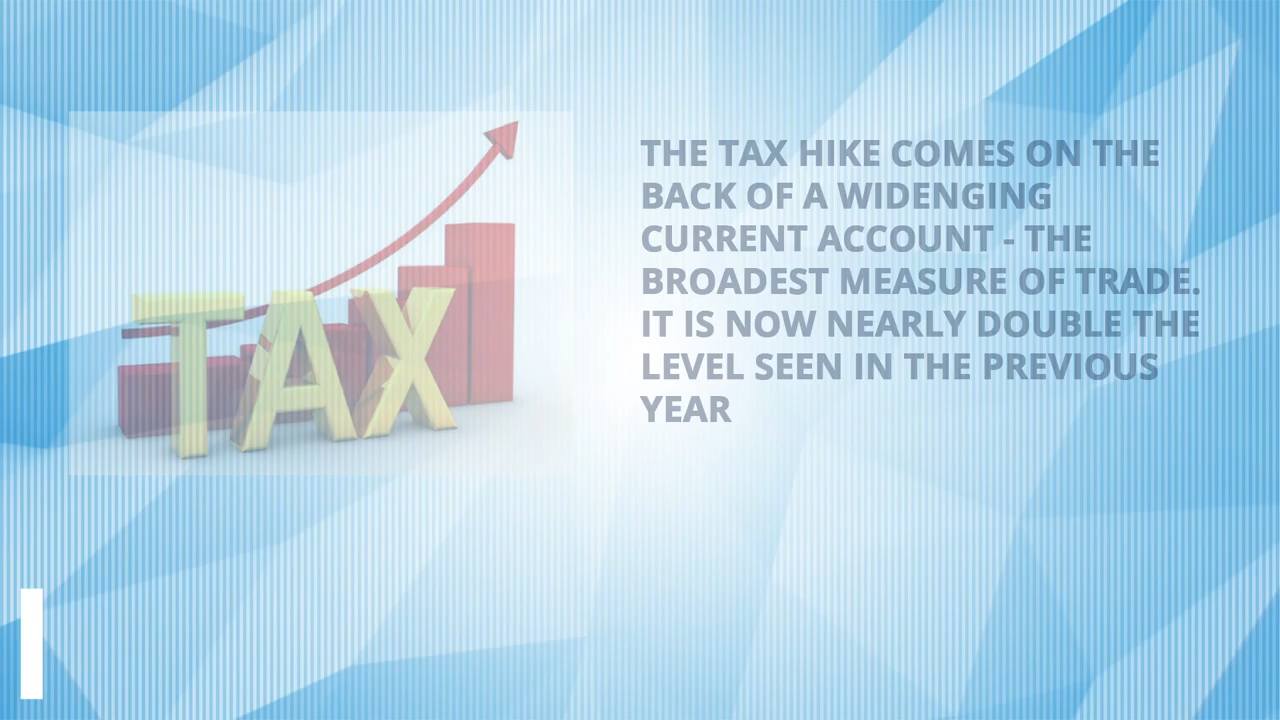 TAX
THE TAX HIKE COMES ON THE
BACK OF A WIDENGING
CURRENT ACCOUNT - THE
BROADEST MEASURE OF TRADE.
IT IS NOW NEARLY DOUBLE THE
LEVEL SEEN IN THE PREVIOUS
YEAR